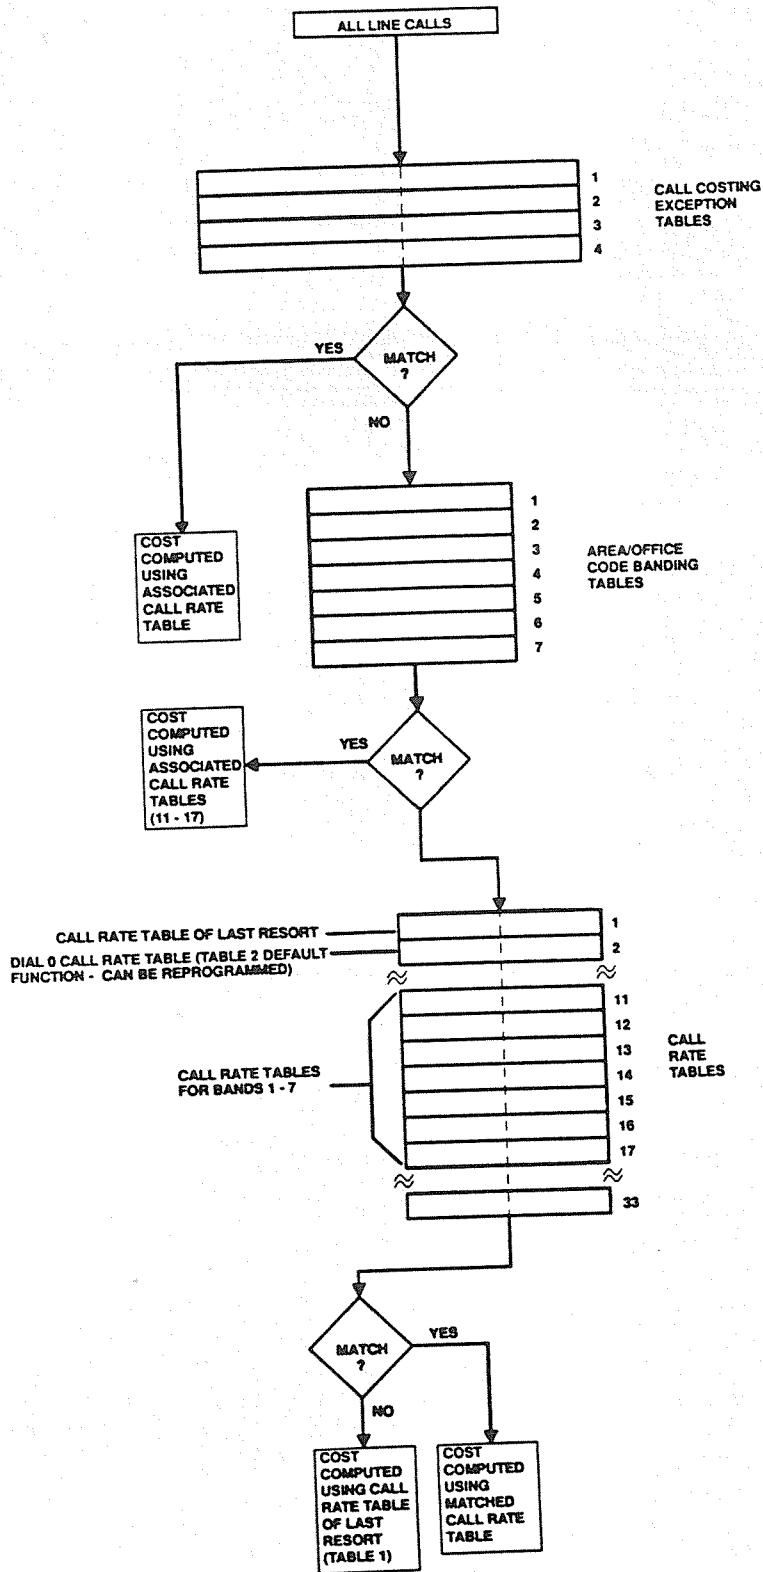 ALL LINE CALLS
1
2
3
4
CALL COSTING
EXCEPTION
TABLES
MATCH
?
YES
NO
COST
COMPUTED
USING
ASSOCIATED
CALL RATE
TABLE
1
2
3
4
5
6
7
AREA/OFFICE
CODE BANDING
TABLES
MATCH
?
YES
COST
COMPUTED
USING
ASSOCIATED
CALL RATE
TABLES
(11 - 17)
CALL RATE TABLE OF LAST RESORT
1
DIAL 0 CALL RATE TABLE (TABLE 2 DEFAULT
FUNCTION - CAN BE REPROGRAMMED)
2
≈
≈
11
12
13
14
15
16
17
CALL
RATE
TABLES
CALL RATE TABLES
FOR BANDS 1 - 7
≈
≈
33
MATCH
?
YES
NO
COST
COMPUTED
USING CALL
RATE TABLE
OF LAST
RESORT
(TABLE 1)
COST
COMPUTED
USING
MATCHED
CALL RATE
TABLE